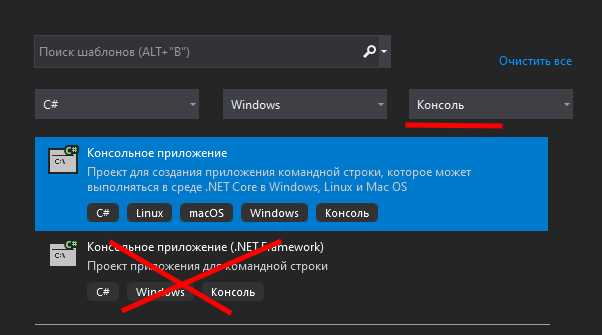 Поиск шаблонов (ALT+"В")
Очистить все
C#
Windows
Консоль
C#
C:\
Консольное приложение
Проект для создания приложения командной строки, которое может
выполняться в среде .NET Core в Windows, Linux и Mac OS
C# Linux macOS Windows Консоль
C#
C:\
Консольное приложение (.NET Framework)
Проект приложения для командной строки
C# Windows Консоль